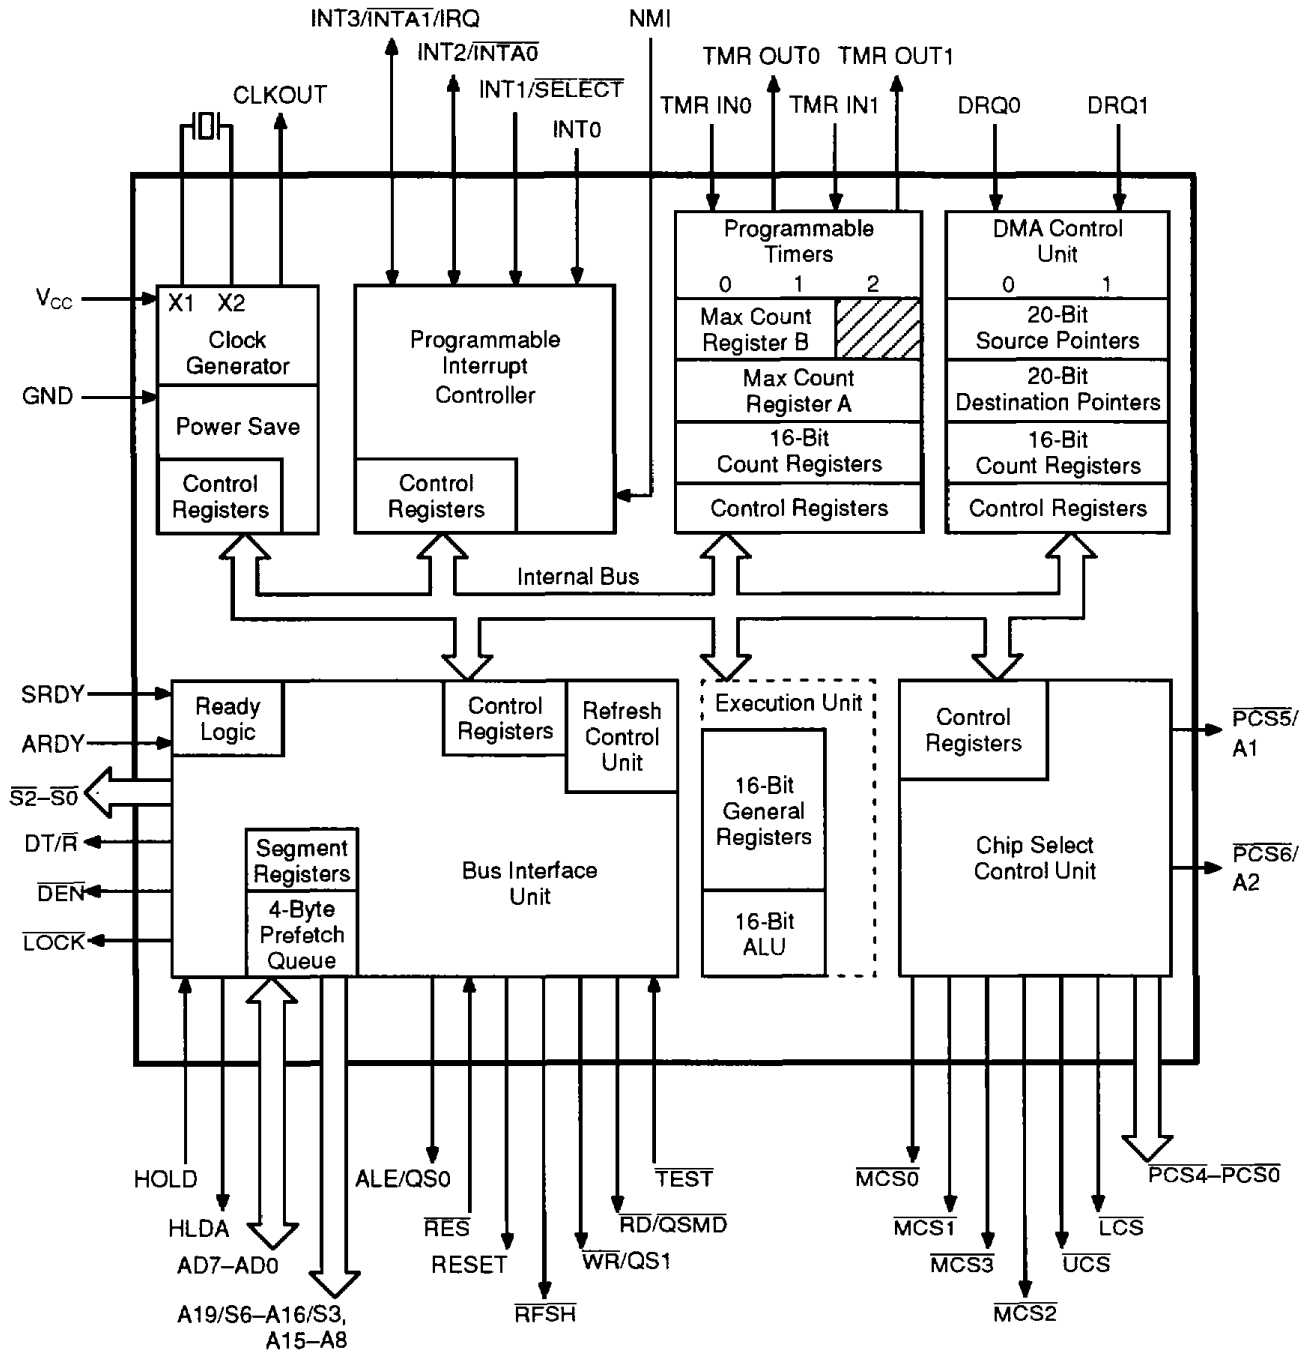 INT3/INTA1/IRQ
NMI
INT2/INTA0
TMR OUT0
TMR OUT1
CLKOUT
INT1/SELECT
TMR IN0
TMR IN1
DRQ0
DRQ1
INT0
Programmable
Timers
0 1 2
DMA Control
Unit
0 1
VCC
X1 X2
Clock
Generator
Programmable
Interrupt
Controller
Max Count
Register B
20-Bit
Source Pointers
GND
Power Save
Max Count
Register A
20-Bit
Destination Pointers
16-Bit
Count Registers
16-Bit
Count Registers
Control
Registers
Control
Registers
Control Registers
Control Registers
Internal Bus
SRDY
ARDY
S2–S0
DT/R
DEN
LOCK
Ready
Logic
Control
Registers
Refresh
Control
Unit
Execution Unit
Control
Registers
PCS5/
A1
16-Bit
General
Registers
Segment
Registers
Bus Interface
Unit
Chip Select
Control Unit
PCS6/
A2
4-Byte
Prefetch
Queue
16-Bit
ALU
HOLD
ALE/QS0
TEST
MCS0
PCS4–PCS0
HLDA
RES
RD/QSMD
MCS1
LCS
AD7–AD0
RESET
WR/QS1
MCS3
UCS
A19/S6–A16/S3,
A15–A8
RFSH
MCS2